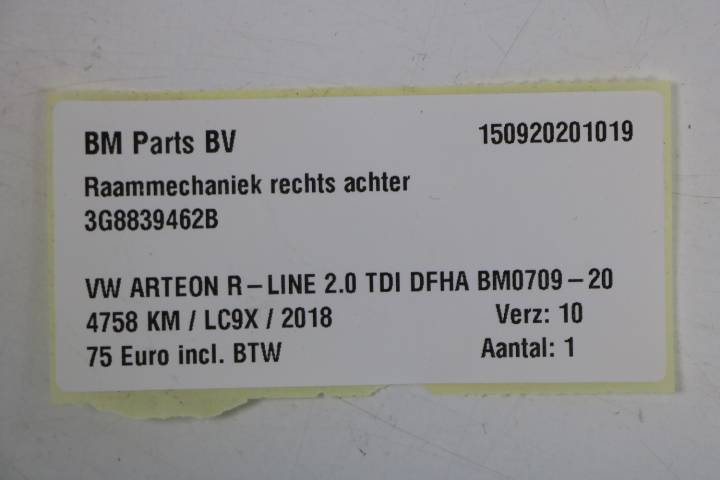 BM Parts BV 150920201019
Raammechaniek rechts achter
3G8839462B
VW ARTEON R-LINE 2.0 TDI DFHA BM0709-20
4758 KM / LC9X / 2018 Verz: 10
75 Euro incl. BTW Aantal: 1